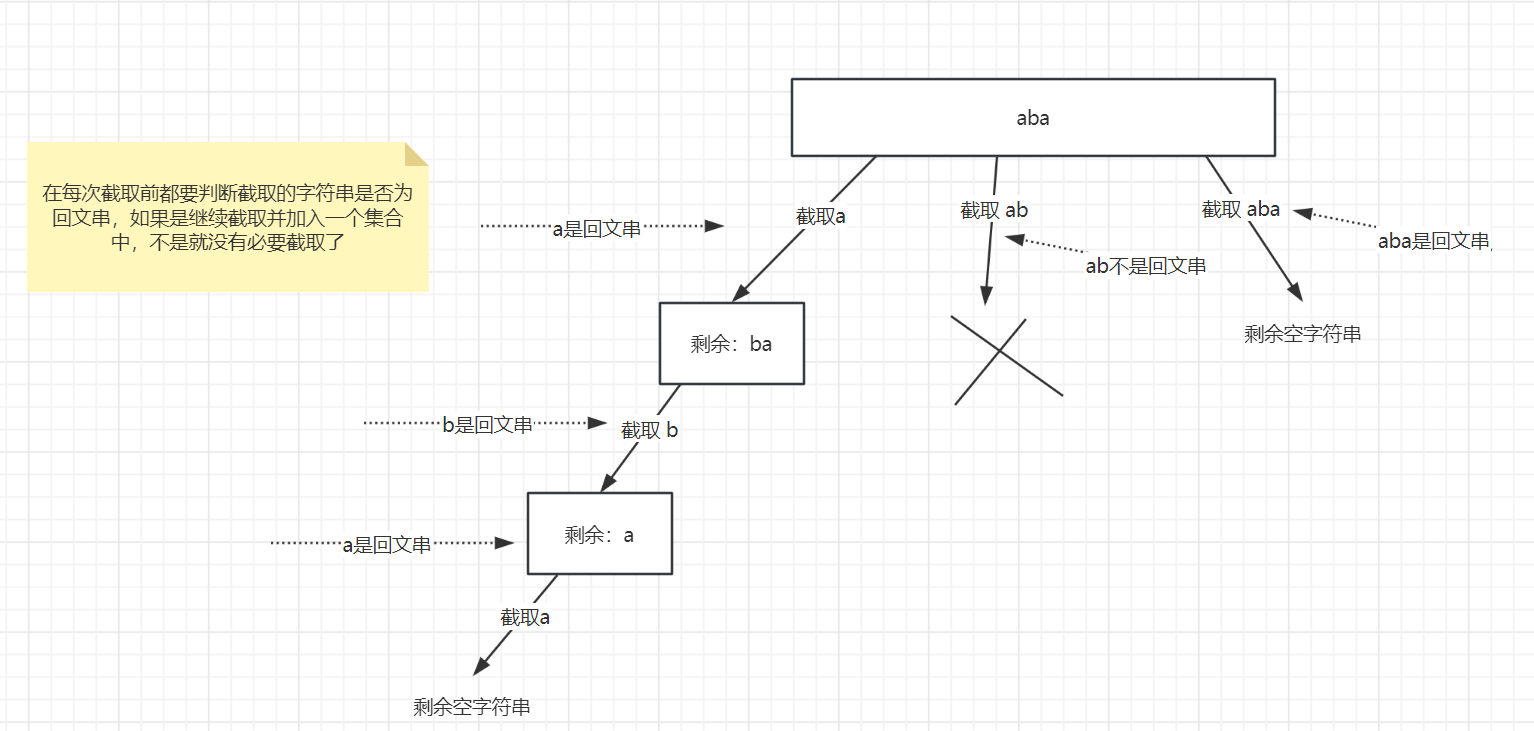 aba
在每次截取前都要判断截取的字符串是否为
回文串，如果是继续截取并加入一个集合
中，不是就没有必要截取了
a是回文串
截取a
截取 ab
截取 aba
aba是回文串
ab不是回文串
剩余：ba
剩余空字符串
b是回文串
截取 b
剩余：a
a是回文串
截取a
剩余空字符串